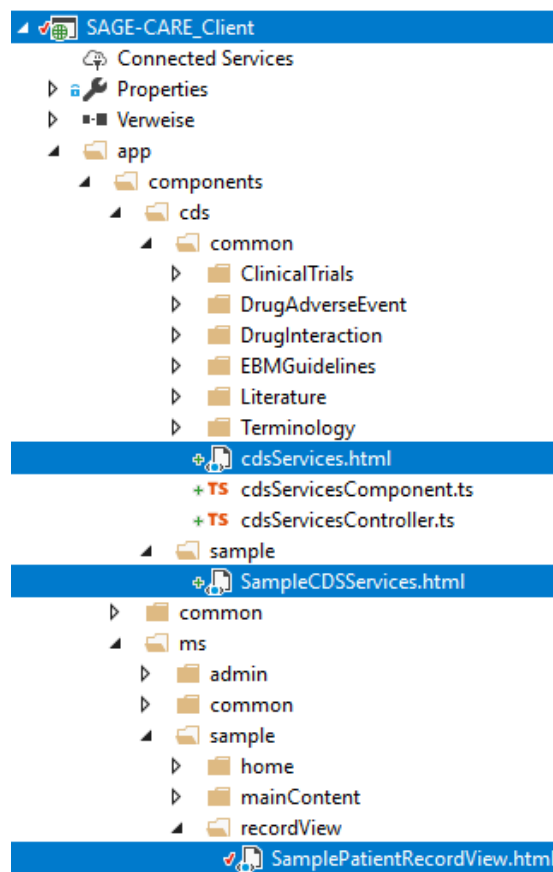 SAGE-CARE_Client
Connected Services
Properties
Verweise
app
components
cds
common
ClinicalTrials
DrugAdverseEvent
DrugInteraction
EBMGuidelines
Literature
Terminology
cdsServices.html
TS cdsServicesComponent.ts
TS cdsServicesController.ts
sample
SampleCDSServices.html
common
ms
admin
common
sample
home
mainContent
recordView
SamplePatientRecordView.html